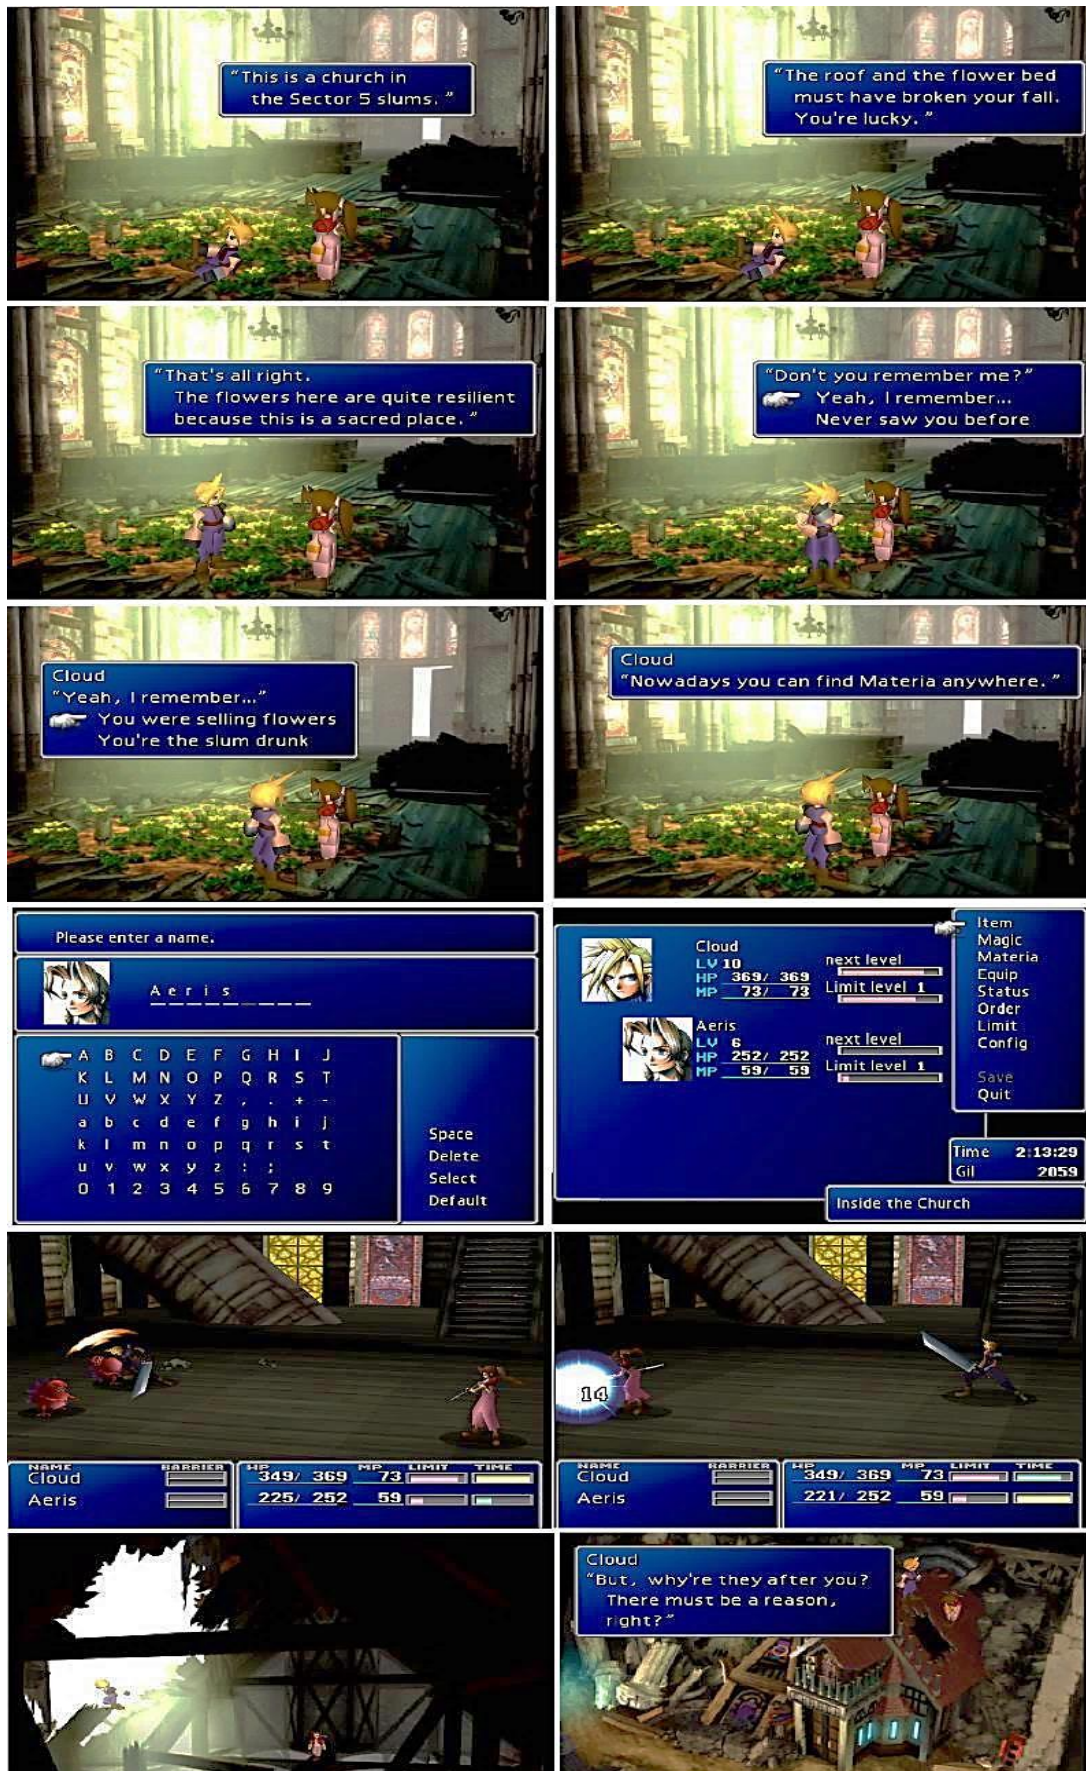 “This is a church in
the Sector 5 slums. ”
“The roof and the flower bed
must have broken your fall.
You're lucky. ”
“That's all right.
The flowers here are quite resilient
because this is a sacred place. ”
“Don't you remember me?”
Yeah, I remember...
Never saw you before
Cloud
“Yeah, I remember...”
You were selling flowers
You're the slum drunk
Cloud
“Nowadays you can find Materia anywhere. ”
Please enter a name.
Aeris
A B C D E F G H I J
K L M N O P Q R S T
U V W X Y Z , . + -
a b c d e f g h i j
k l m n o p q r s t
u v w x y z : ;
0 1 2 3 4 5 6 7 8 9
Space
Delete
Select
Default
Cloud
LV 10
HP 369/ 369
MP 73/ 73
next level
Limit level 1
Aeris
LV 6
HP 252/ 252
MP 59/ 59
next level
Limit level 1
Item
Magic
Materia
Equip
Status
Order
Limit
Config
Save
Quit
Time 2:13:29
Gil 2059
Inside the Church
NAME BARRIER HP MP LIMIT TIME
Cloud 349/ 369 73
Aeris 225/ 252 59
14
NAME BARRIER HP MP LIMIT TIME
Cloud 349/ 369 73
Aeris 221/ 252 59
Cloud
“But, why're they after you?
There must be a reason,
right?”